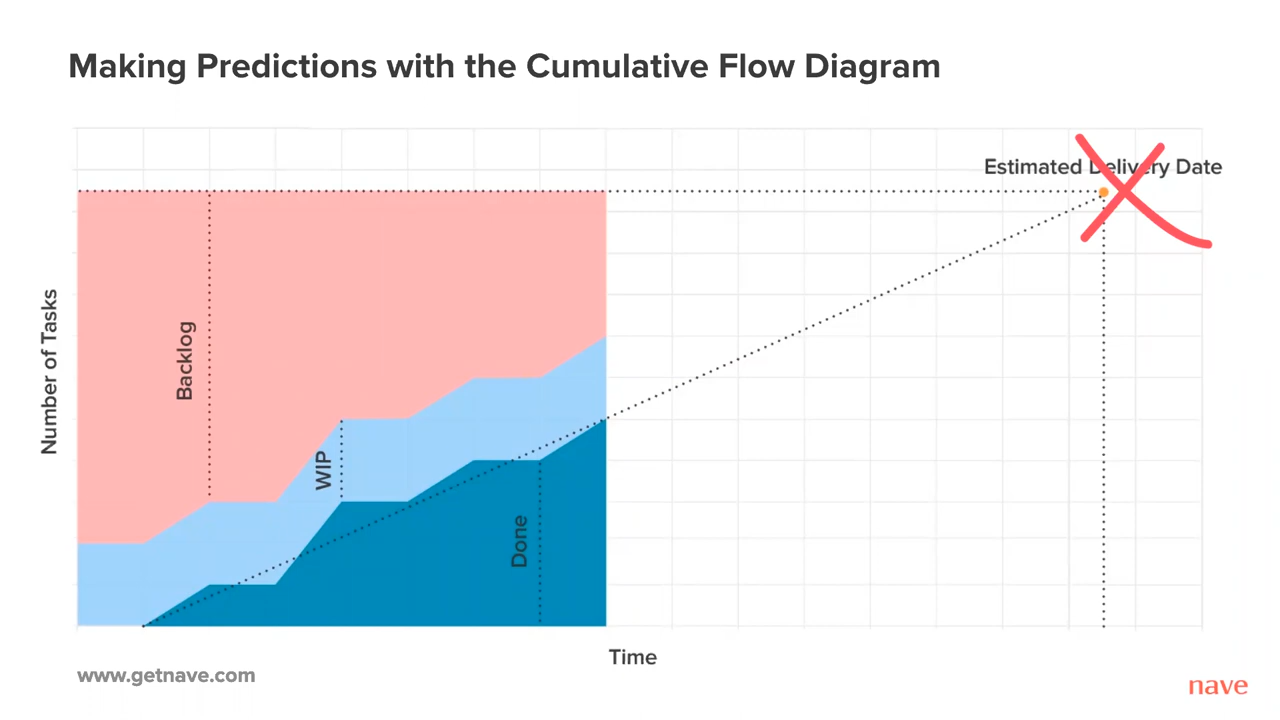 Making Predictions with the Cumulative Flow Diagram
Estimated Delivery Date
Number of Tasks
Backlog
WIP
Done
Time
www.getnave.com
nave